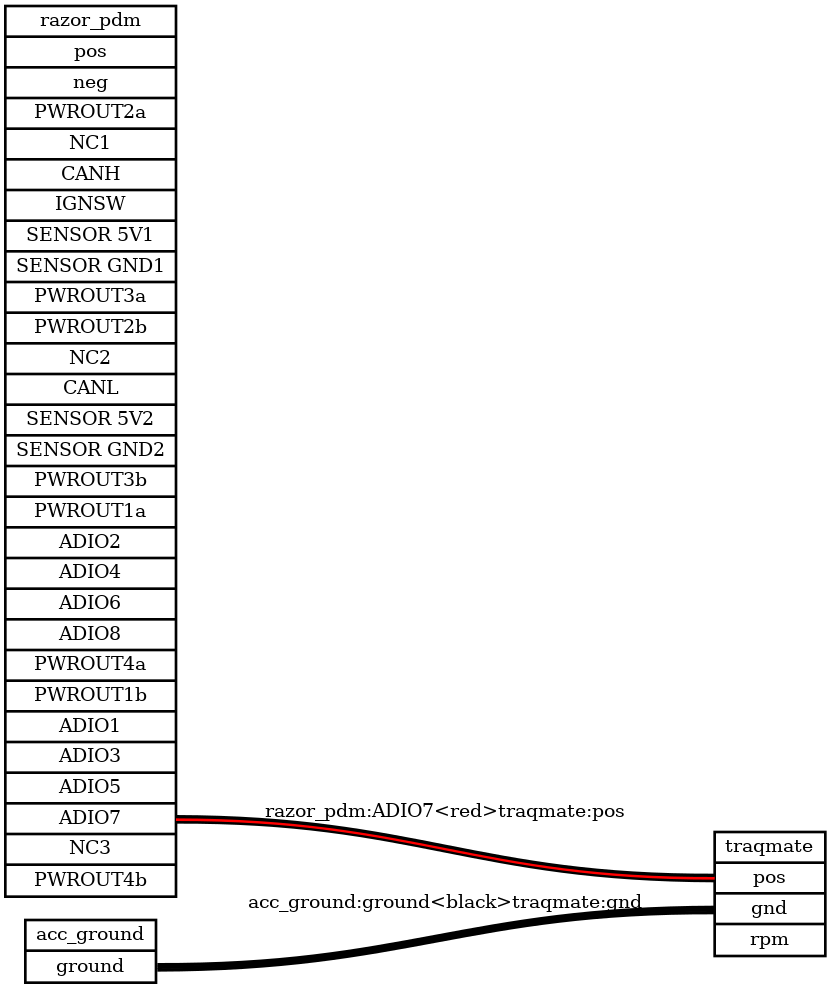 razor_pdm
pos
neg
PWROUT2a
NC1
CANH
IGNSW
SENSOR 5V1
SENSOR GND1
PWROUT3a
PWROUT2b
NC2
CANL
SENSOR 5V2
SENSOR GND2
PWROUT3b
PWROUT1a
ADIO2
ADIO4
ADIO6
ADIO8
PWROUT4a
PWROUT1b
ADIO1
ADIO3
ADIO5
ADIO7
NC3
PWROUT4b
razor_pdm:ADIO7<red>traqmate:pos
acc_ground:ground<black>traqmate:gnd
acc_ground
ground
traqmate
pos
gnd
rpm